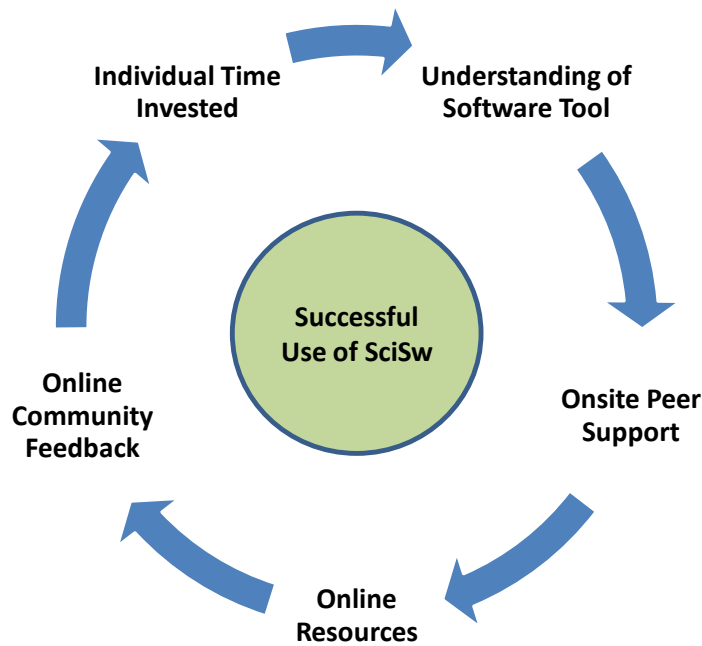 Individual Time
Invested
Understanding of
Software Tool
Successful
Use of SciSw
Onsite Peer
Support
Online
Resources
Online
Community
Feedback